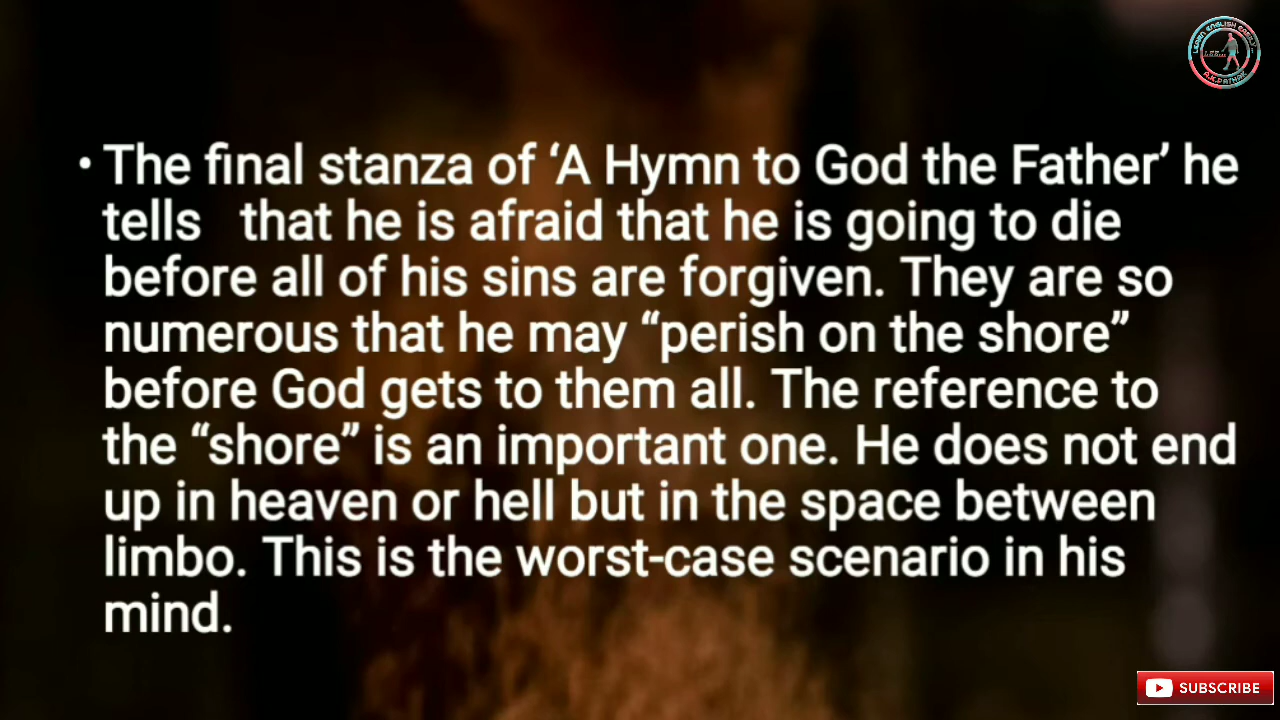 LEARN ENGLISH EASILY...
A.K.PATHAK
• The final stanza of ‘A Hymn to God the Father’ he
tells that he is afraid that he is going to die
before all of his sins are forgiven. They are so
numerous that he may “perish on the shore”
before God gets to them all. The reference to
the “shore” is an important one. He does not end
up in heaven or hell but in the space between
limbo. This is the worst-case scenario in his
mind.
SUBSCRIBE